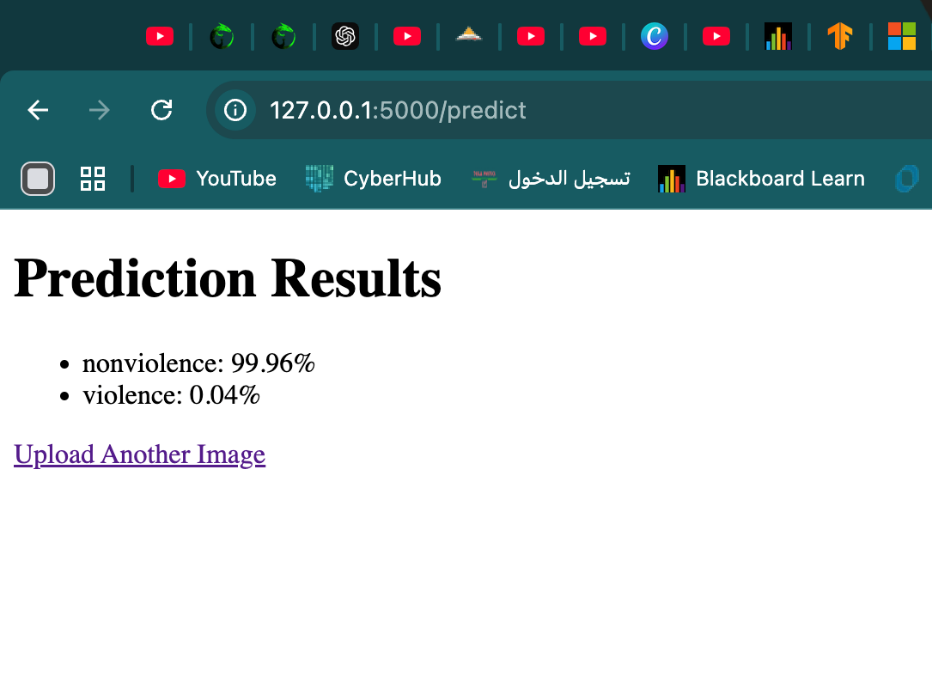 127.0.0.1:5000/predict
YouTube CyberHub تسجيل الدخول Blackboard Learn
Prediction Results
nonviolence: 99.96%
violence: 0.04%
Upload Another Image